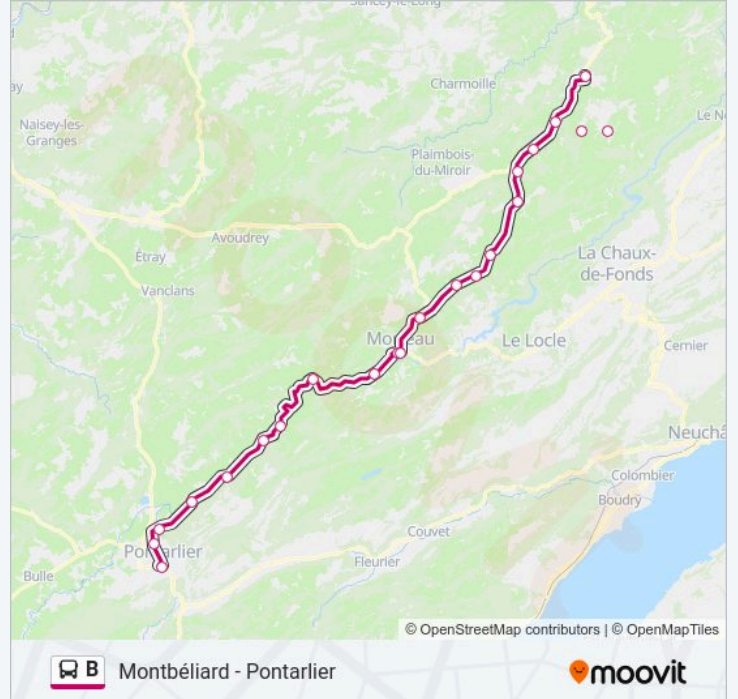 Sancey-le-Long
Charmoille
Naisey-les-
Granges
Plaimbois-
du-Miroir
Avoudrey
Étray
La Chaux-
de-Fonds
Vanclans
Le Locle
Cernier
Neuchâ
Colombier
Boudry
Couvet
Pontarlier
Fleurier
Bulle
© OpenStreetMap contributors | © OpenMapTiles
B Montbéliard - Pontarlier
moovit